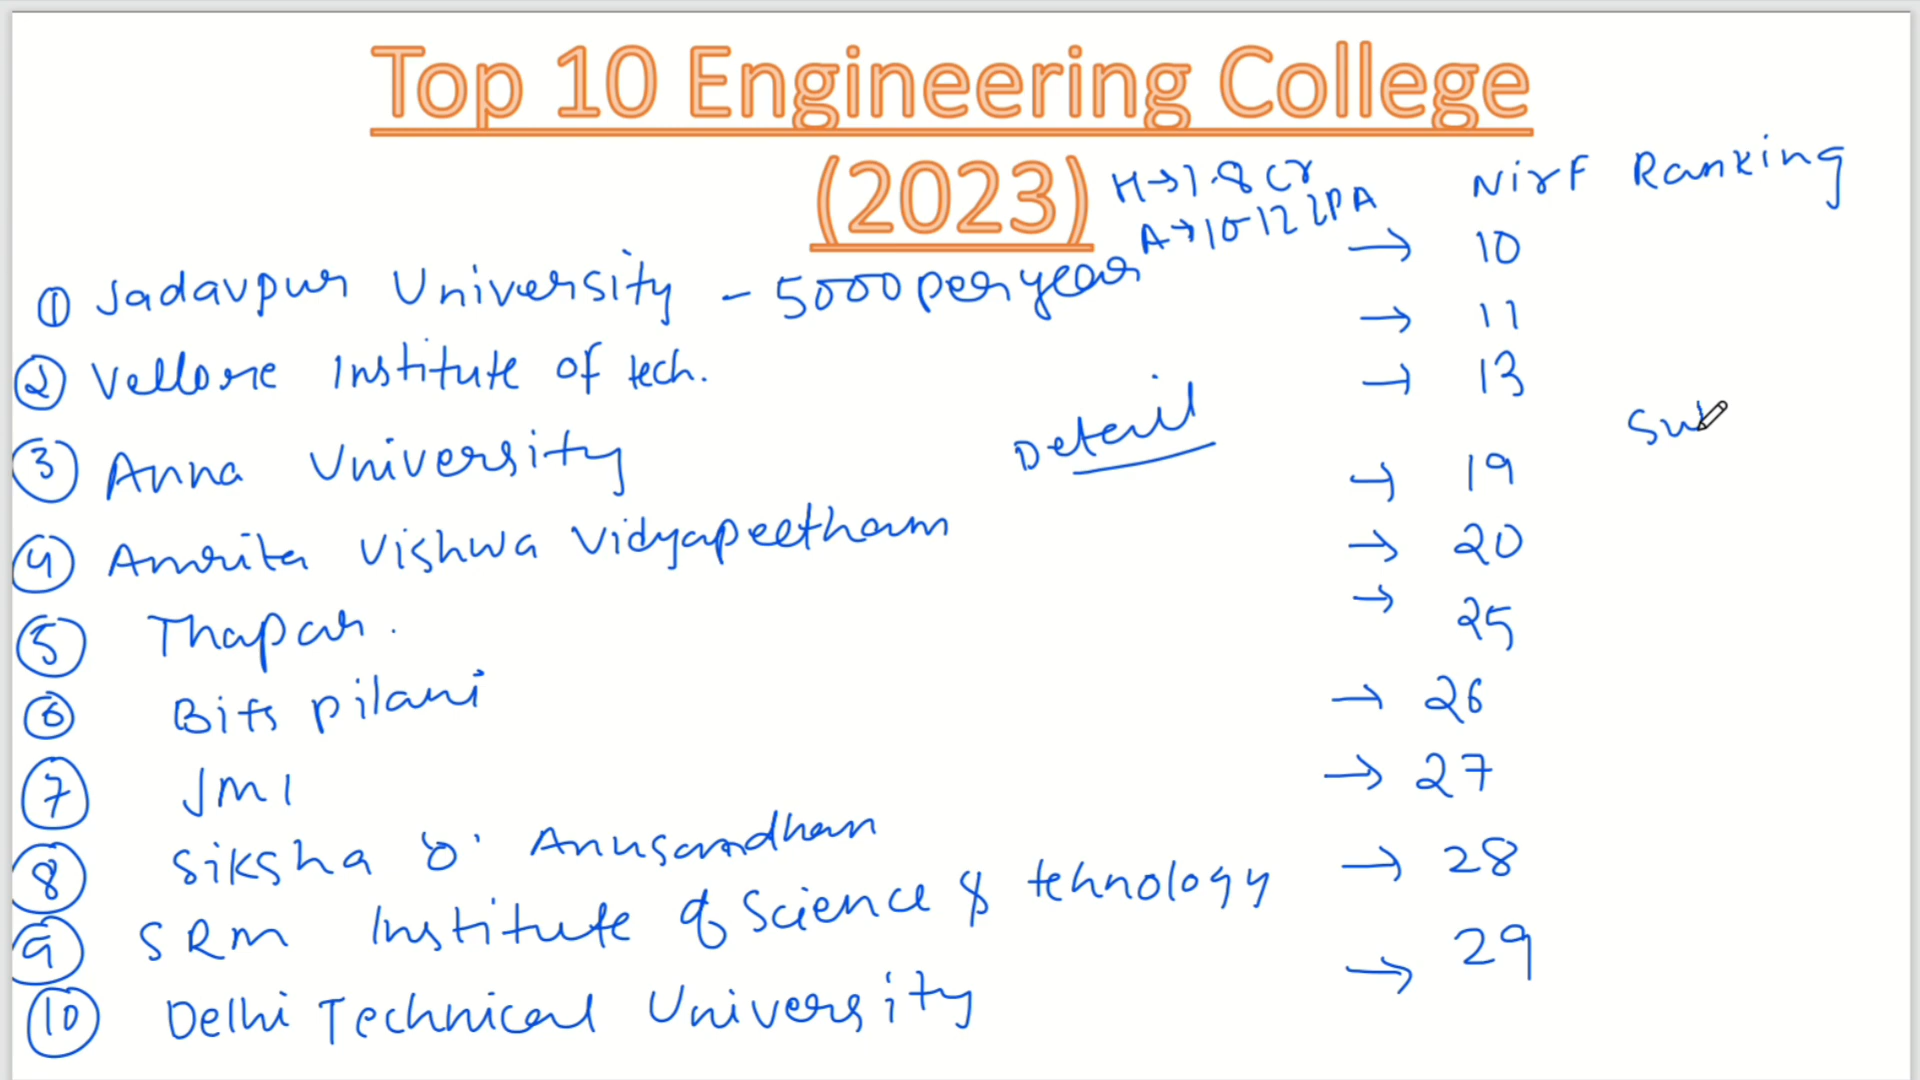 Top 10 Engineering College
(2023)
H→1.8 Cr
A→10-12 LPA
Nirf Ranking
① Jadavpur University - 5000 per year → 10
② Vellore Institute of tech. → 11
③ Anna University → 13
Detail
④ Amrita Vishwa Vidyapeetham → 19
⑤ Thapar. → 20
⑥ Bits pilani → 25
⑦ JMI → 26
⑧ Siksha 'O' Anusandhan → 27
⑨ SRM Institute of Science & tehnology → 28
⑩ Delhi Technical University → 29